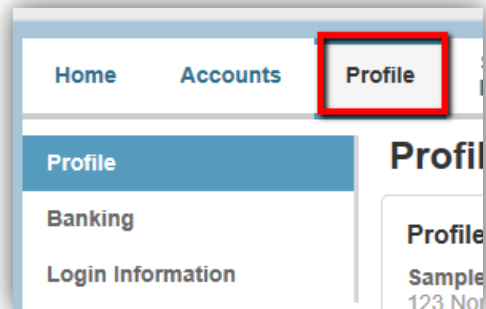 Home Accounts Profile
Profile
Banking
Login Information
Profil
Profile
Sample
123 Nor